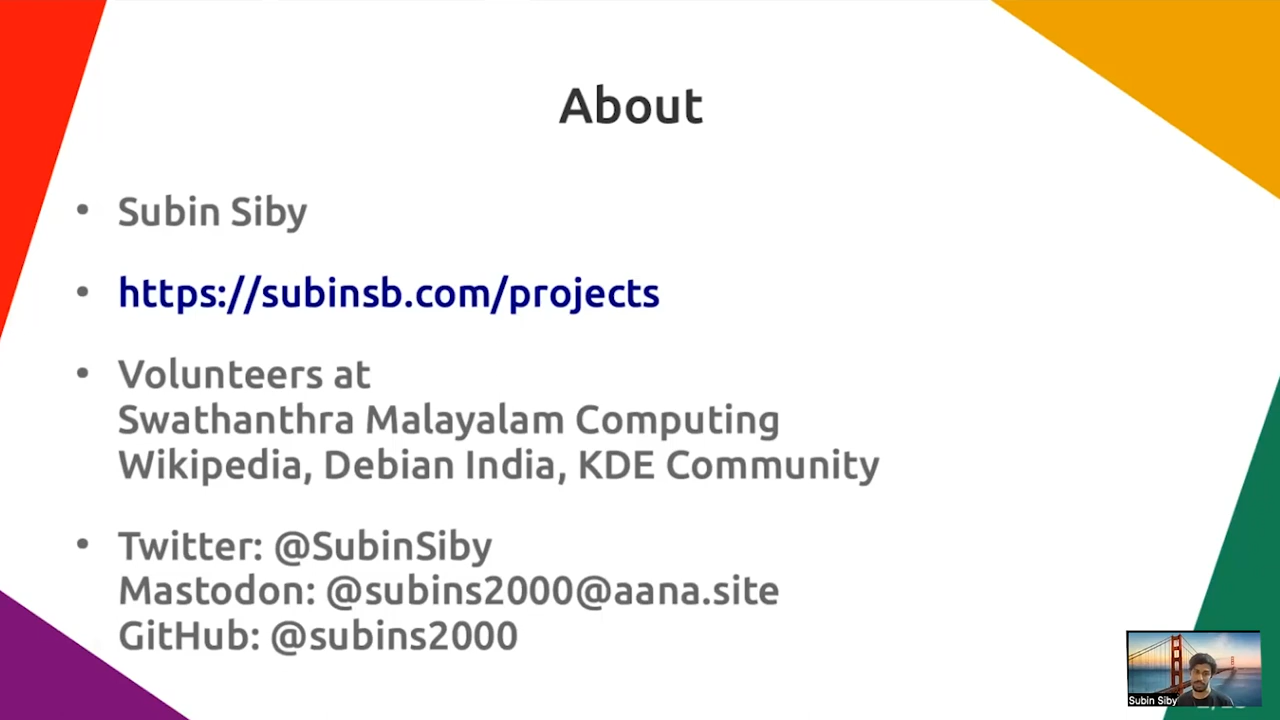 About
• Subin Siby
• https://subinsb.com/projects
• Volunteers at
Swathanthra Malayalam Computing
Wikipedia, Debian India, KDE Community
• Twitter: @SubinSiby
Mastodon: @subins2000@aana.site
GitHub: @subins2000
Subin Siby